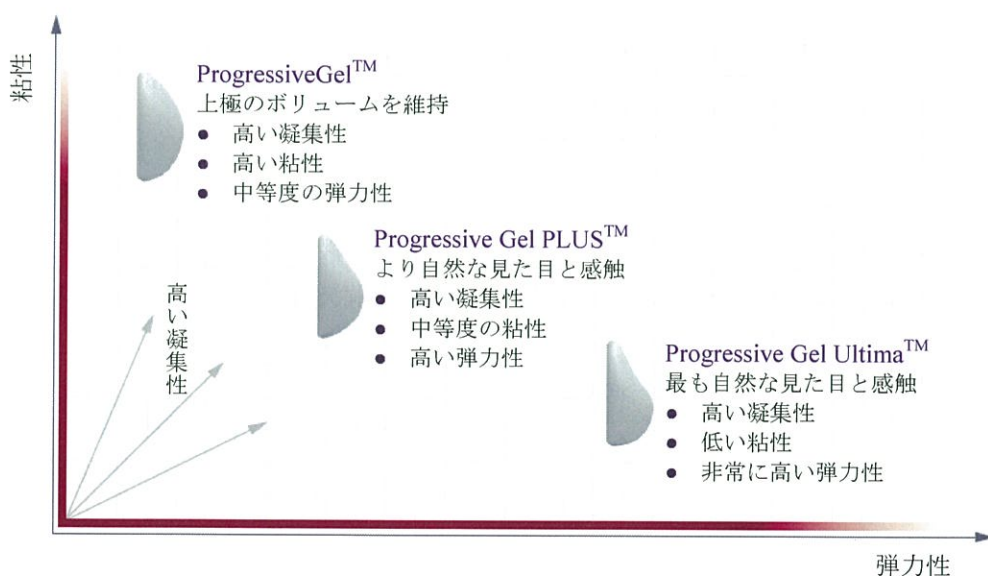 粘性
ProgressiveGel™
上極のボリュームを維持
● 高い凝集性
● 高い粘性
● 中等度の弾力性
Progressive Gel PLUS™
より自然な見た目と感触
● 高い凝集性
● 中等度の粘性
● 高い弾力性
高い凝集性
Progressive Gel Ultima™
最も自然な見た目と感触
● 高い凝集性
● 低い粘性
● 非常に高い弾力性
弾力性